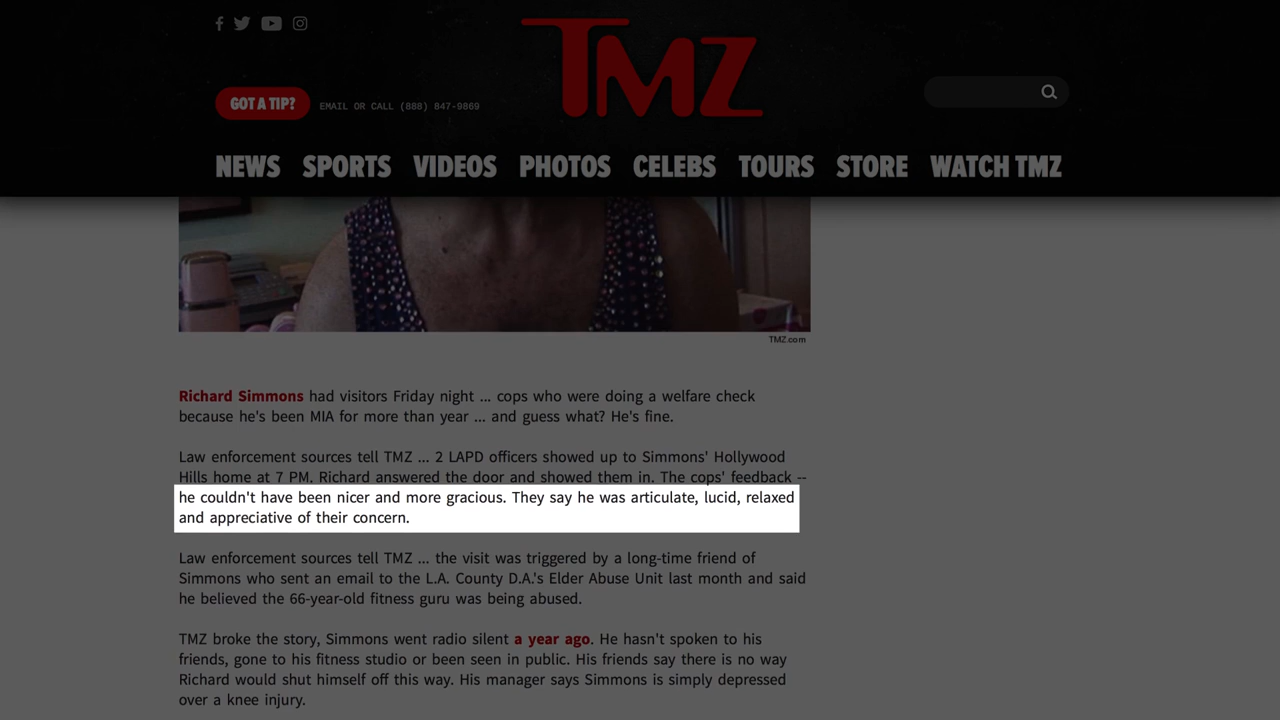 TMZ
GOT A TIP?
EMAIL OR CALL (888) 847-9869
NEWS SPORTS VIDEOS PHOTOS CELEBS TOURS STORE WATCH TMZ
TMZ.com
Richard Simmons had visitors Friday night ... cops who were doing a welfare check
because he's been MIA for more than year ... and guess what? He's fine.
Law enforcement sources tell TMZ ... 2 LAPD officers showed up to Simmons' Hollywood
Hills home at 7 PM. Richard answered the door and showed them in. The cops' feedback --
he couldn't have been nicer and more gracious. They say he was articulate, lucid, relaxed
and appreciative of their concern.
Law enforcement sources tell TMZ ... the visit was triggered by a long-time friend of
Simmons who sent an email to the L.A. County D.A.'s Elder Abuse Unit last month and said
he believed the 66-year-old fitness guru was being abused.
TMZ broke the story, Simmons went radio silent a year ago. He hasn't spoken to his
friends, gone to his fitness studio or been seen in public. His friends say there is no way
Richard would shut himself off this way. His manager says Simmons is simply depressed
over a knee injury.